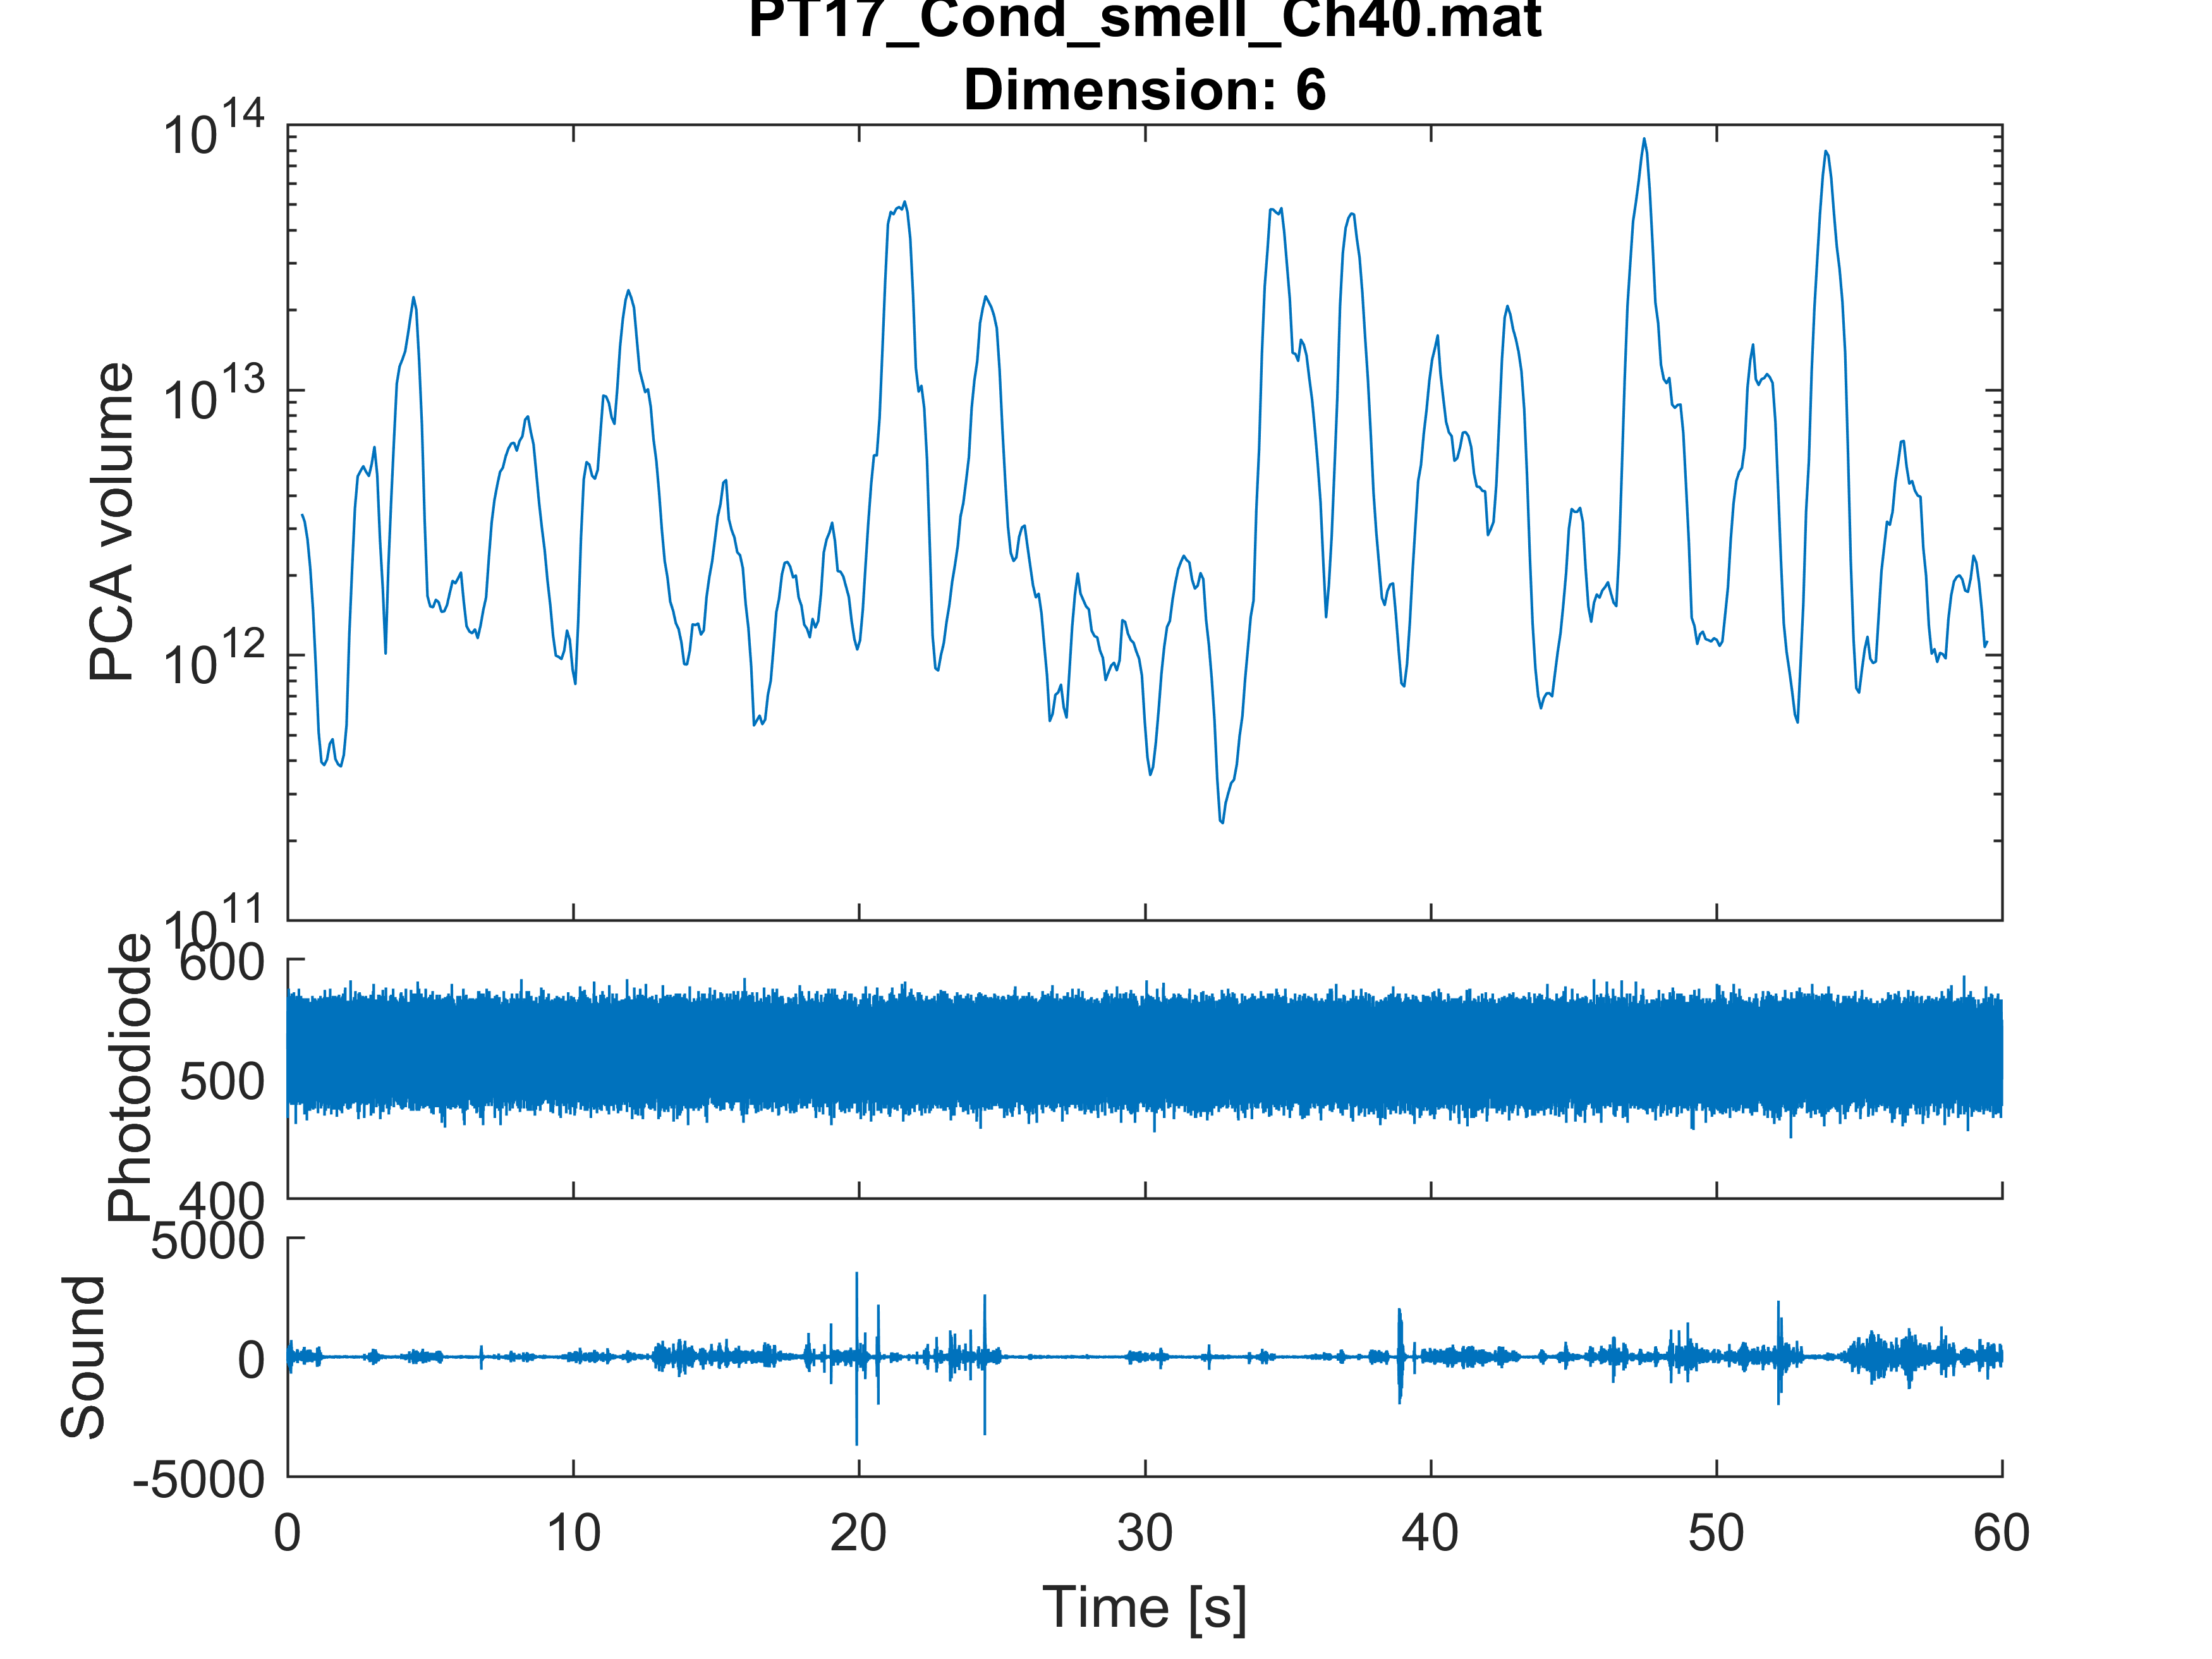 PT17_Cond_smell_Ch40.mat
Dimension: 6
10^14
10^13
10^12
10^11
PCA volume
600
500
400
Photodiode
5000
0
-5000
Sound
0 10 20 30 40 50 60
Time [s]